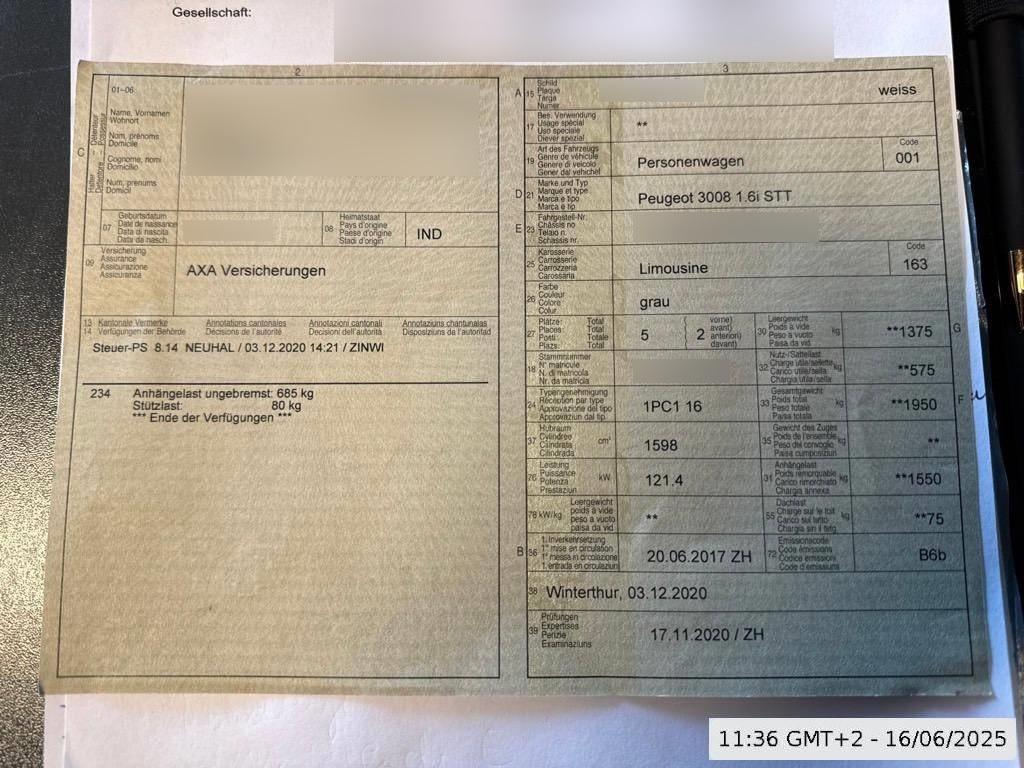 Gesellschaft:
2
01-06
Name, Vornamen
Wohnort
Nom, prénoms
Domicile
Cognome, nomi
Domicilio
Num, prenums
Domicil
C
Halter Détenteur
Detentore Possessur
07
Geburtsdatum
Date de naissance
Data di nascita
Data da nasch.
08
Heimatstaat
Pays d'origine
Paese d'origine
Stadi d'origin
IND
09
Versicherung
Assurance
Assicurazione
Assicuranza
AXA Versicherungen
13 Kantonale Vermerke Annotations cantonales Annotazioni cantonali Annotaziuns chantunalas
14 Verfügungen der Behörde Décisions de l'autorité Decisioni dell'autorità Disposiziuns da l'autoritad
Steuer-PS 8.14 NEUHAL / 03.12.2020 14:21 / ZINWI
234 Anhängelast ungebremst: 685 kg
Stützlast: 80 kg
*** Ende der Verfügungen ***
3
A 15
Schild
Plaque
Targa
Numer
weiss
17
Bes. Verwendung
Usage spécial
Uso speciale
Diever spezial
**
19
Art des Fahrzeugs
Genre de véhicule
Genere di veicolo
Gener dal vehichel
Personenwagen
Code
001
D 21
Marke und Typ
Marque et type
Marca e tipo
Marca e tip
Peugeot 3008 1.6i STT
E 23
Fahrgestell-Nr.
Châssis no
Telaio n.
Schassis nr.
25
Karosserie
Carrosserie
Carrozzeria
Carossaria
Limousine
Code
163
26
Farbe
Couleur
Colore
Colur
grau
27
Plätze: Total
Places: Total
Posti: Totale
Plazs: Total
5
2
vorne)
avant)
anteriori)
davant)
30
Leergewicht
Poids à vide
Peso a vuoto
Paisa da vid
kg
**1375
G
18
Stammnummer
N° matricule
N. di matricola
Nr. da matricla
32
Nutz-/Sattellast
Charge utile/sellette
Carico utile/sella
Chargia utila/sella
kg
**575
24
Typengenehmigung
Réception par type
Approvazione del tipo
Approvaziun dal tip
1PC1 16
33
Gesamtgewicht
Poids total
Peso totale
Paisa totala
kg
**1950
F
37
Hubraum
Cylindrée
Cilindrata
Cilindrada
cm³
1598
35
Gewicht des Zuges
Poids de l'ensemble
Peso del convoglio
Paisa cumposiziun
kg
**
76
Leistung
Puissance
Potenza
Prestaziun
kW
121.4
31
Anhängelast
Poids remorquable
Carico rimorchiato
Chargia annexa
kg
**1550
78 kW/kg
Leergewicht
poids à vide
peso a vuoto
paisa da vid
**
55
Dachlast
Charge sur le toit
Carico sul tetto
Chargia sin il tetg
kg
**75
B 36
1. Inverkehrsetzung
1re mise en circulation
1a messa in circolazione
1. entrada en circulaziun
20.06.2017 ZH
72
Emissionscode
Code émissions
Codice emissioni
Code d'emissiuns
B6b
38 Winterthur, 03.12.2020
39
Prüfungen
Expertises
Perizie
Examinaziuns
17.11.2020 / ZH
11:36 GMT+2 - 16/06/2025